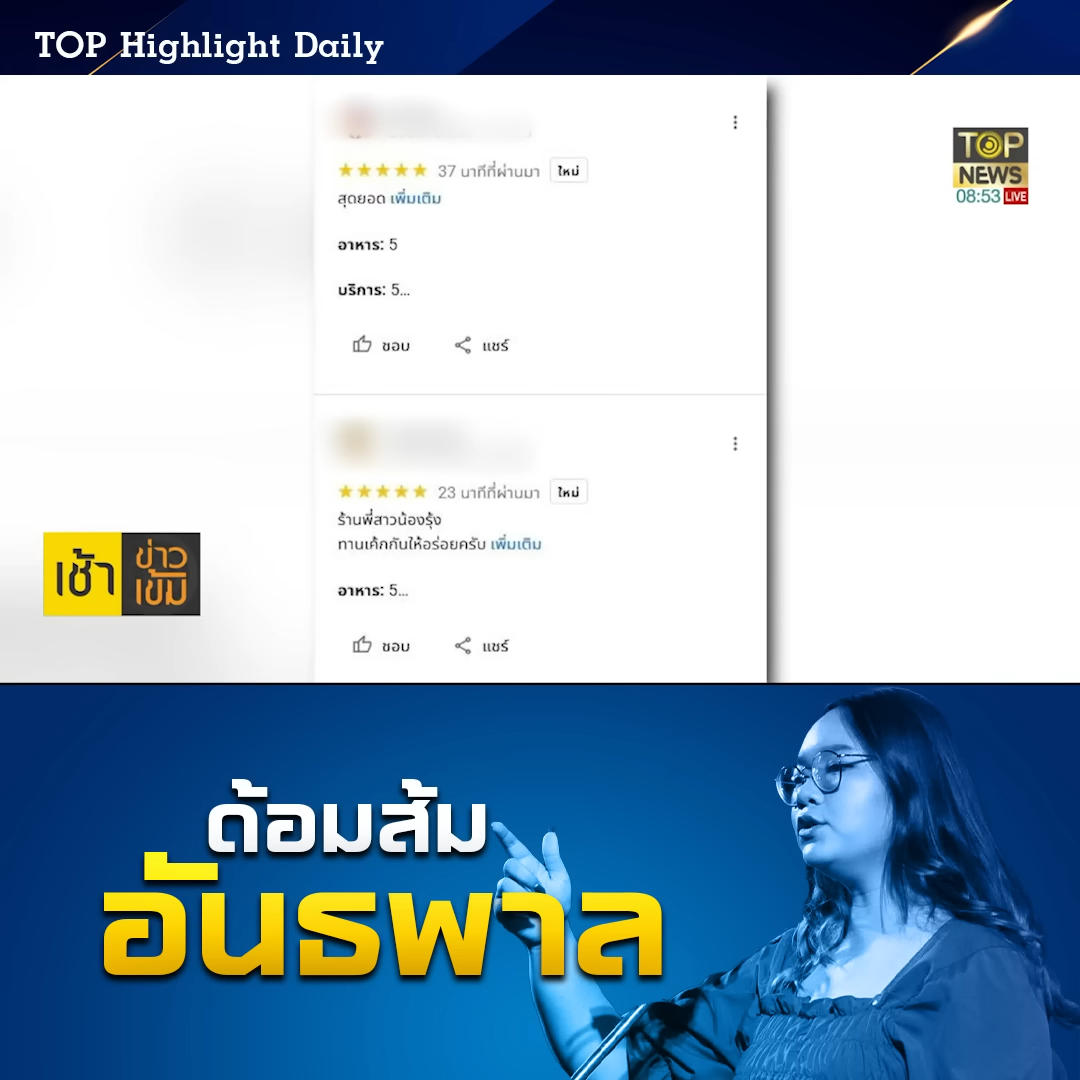 TOP Highlight Daily
TOP
NEWS
08:53 LIVE
37 นาทีที่ผ่านมา ใหม่
สุดยอด เพิ่มเติม
อาหาร: 5
บริการ: 5...
ชอบ แชร์
23 นาทีที่ผ่านมา ใหม่
ร้านพี่สาวน้องรุ้ง
ทานเค้กกันให้อร่อยครับ เพิ่มเติม
อาหาร: 5...
ชอบ แชร์
เช้า ข่าว
เข้ม
ด้อมส้ม
อันธพาล